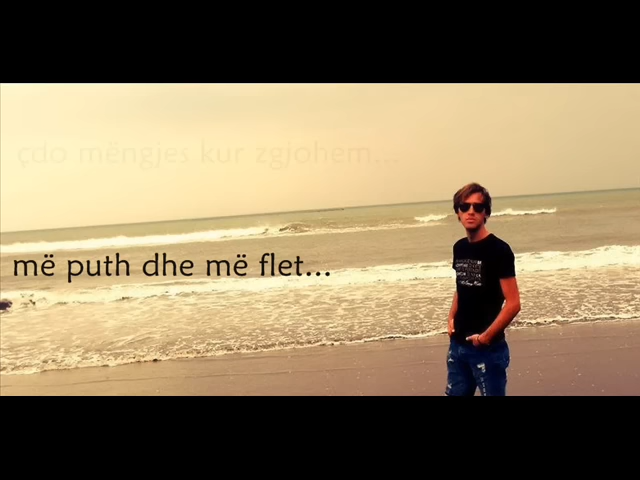 çdo mëngjes kur zgjohem...
më puth dhe më flet...